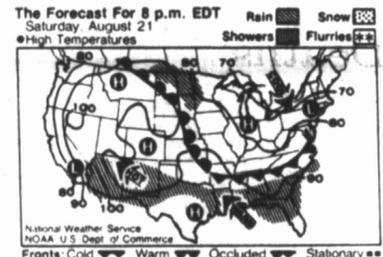 The Forecast For 8 p.m. EDT
Saturday, August 21
●High Temperatures
Rain
Snow
Showers
Flurries
80
80
70
100
70
80
80
90
100
90
H
H
H
H
L
L
National Weather Service
NOAA U S Dept of Commerce
Fronts: Cold
Warm
Occluded
Stationary